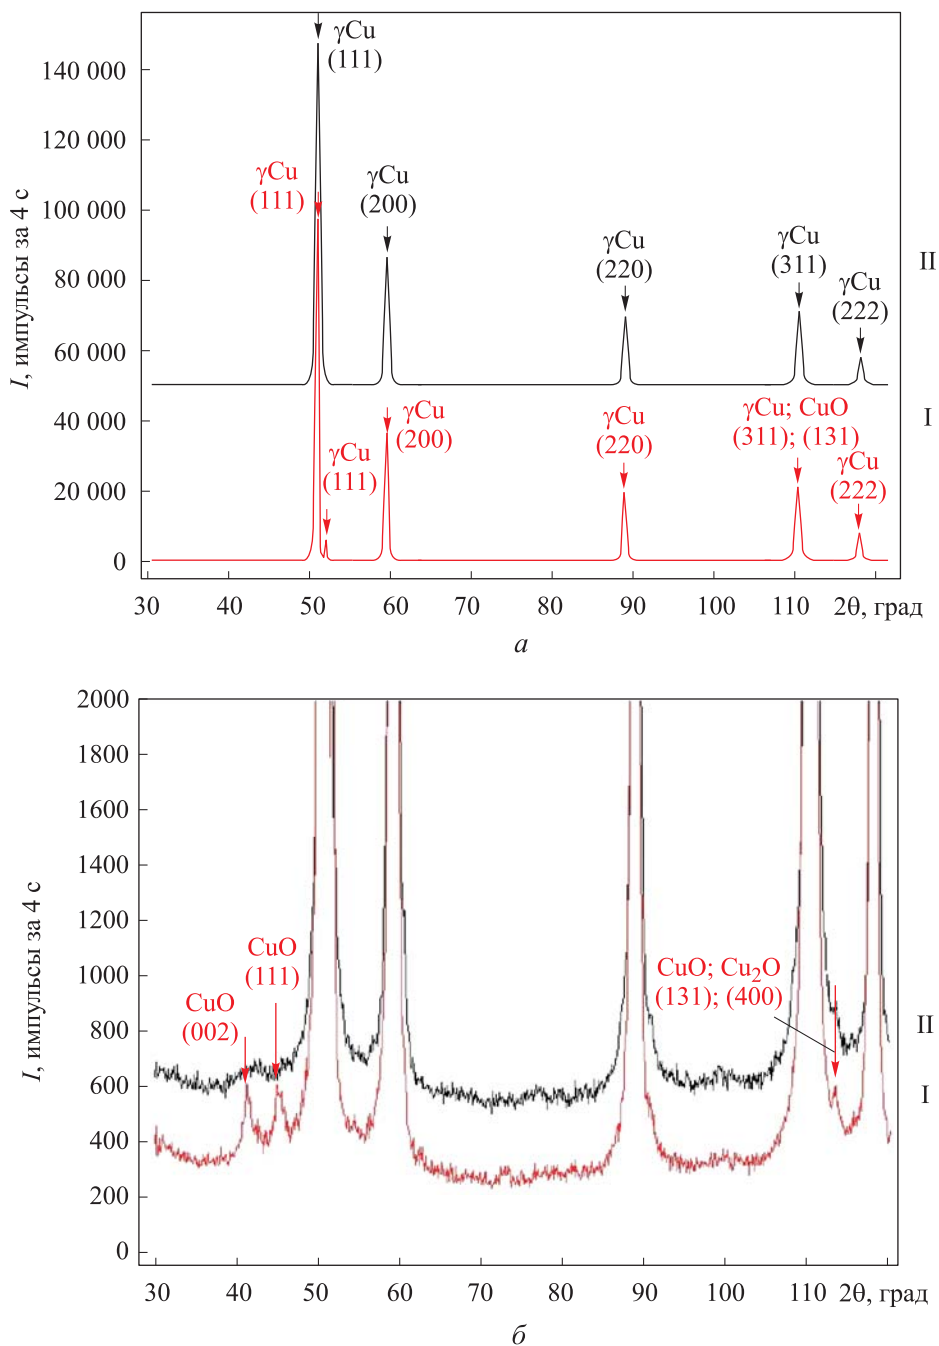 γCu
(111)
140 000
120 000
γCu
(111)
γCu
(200)
100 000
γCu
(220)
γCu
(311)
II
80 000
γCu
(222)
60 000
I, импульсы за 4 с
40 000
γCu
(111)
γCu
(200)
γCu
(220)
γCu; CuO
(311); (131)
I
γCu
(222)
20 000
0
30 40 50 60 70 80 90 100 110 2θ, град
а
2000
1800
1600
1400
1200
I, импульсы за 4 с
1000
CuO
(111)
CuO; Cu₂O
(131); (400)
CuO
(002)
800
II
600
I
400
200
0
30 40 50 60 70 80 90 100 110 2θ, град
б